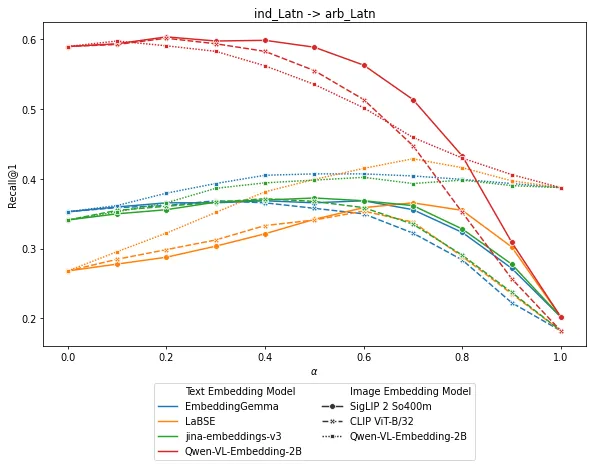 ind_Latn -> arb_Latn
0.6
0.5
0.4
0.3
0.2
Recall@1
0.0 0.2 0.4 0.6 0.8 1.0
α
Text Embedding Model Image Embedding Model
EmbeddingGemma SigLIP 2 So400m
LaBSE CLIP ViT-B/32
jina-embeddings-v3 Qwen-VL-Embedding-2B
Qwen-VL-Embedding-2B